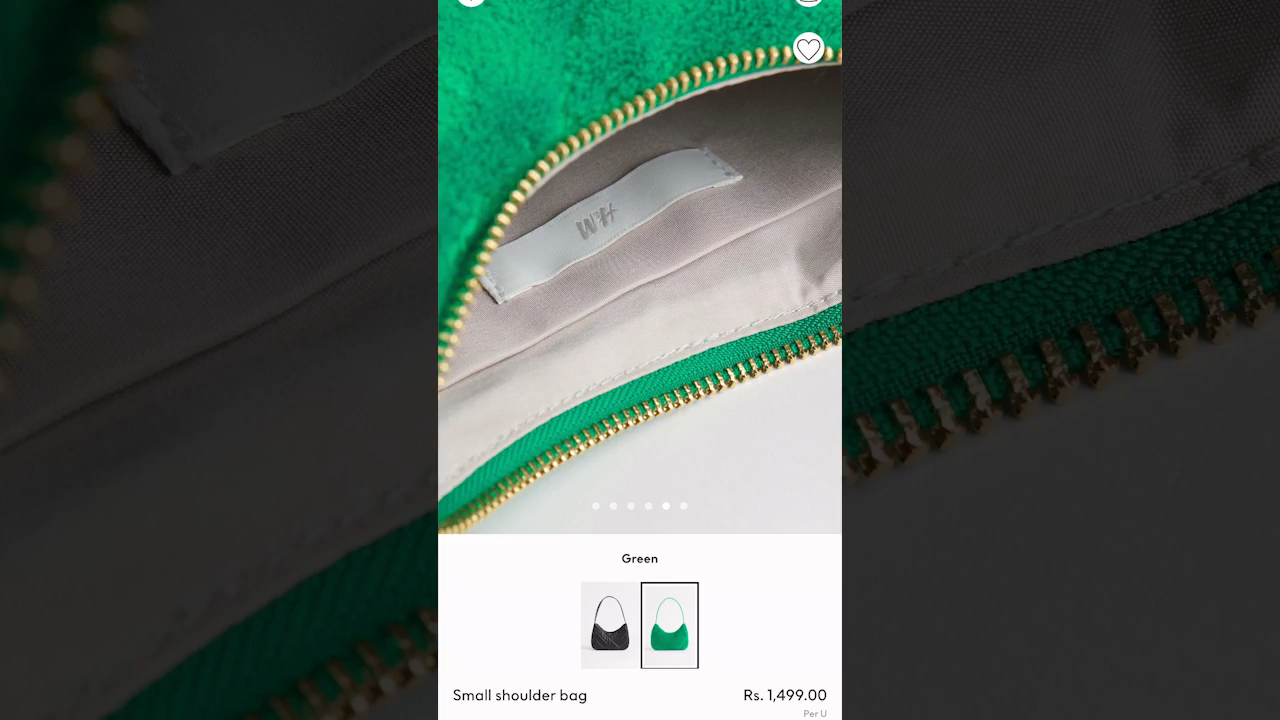 H&M
Green
Small shoulder bag
Rs. 1,499.00
Per U